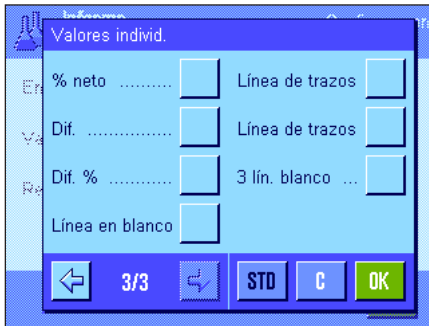 Valores individ.
% neto ..........
Línea de trazos
Dif. ...............
Línea de trazos
Dif. % ...........
3 lín. blanco ...
Línea en blanco
3/3
STD
C
OK